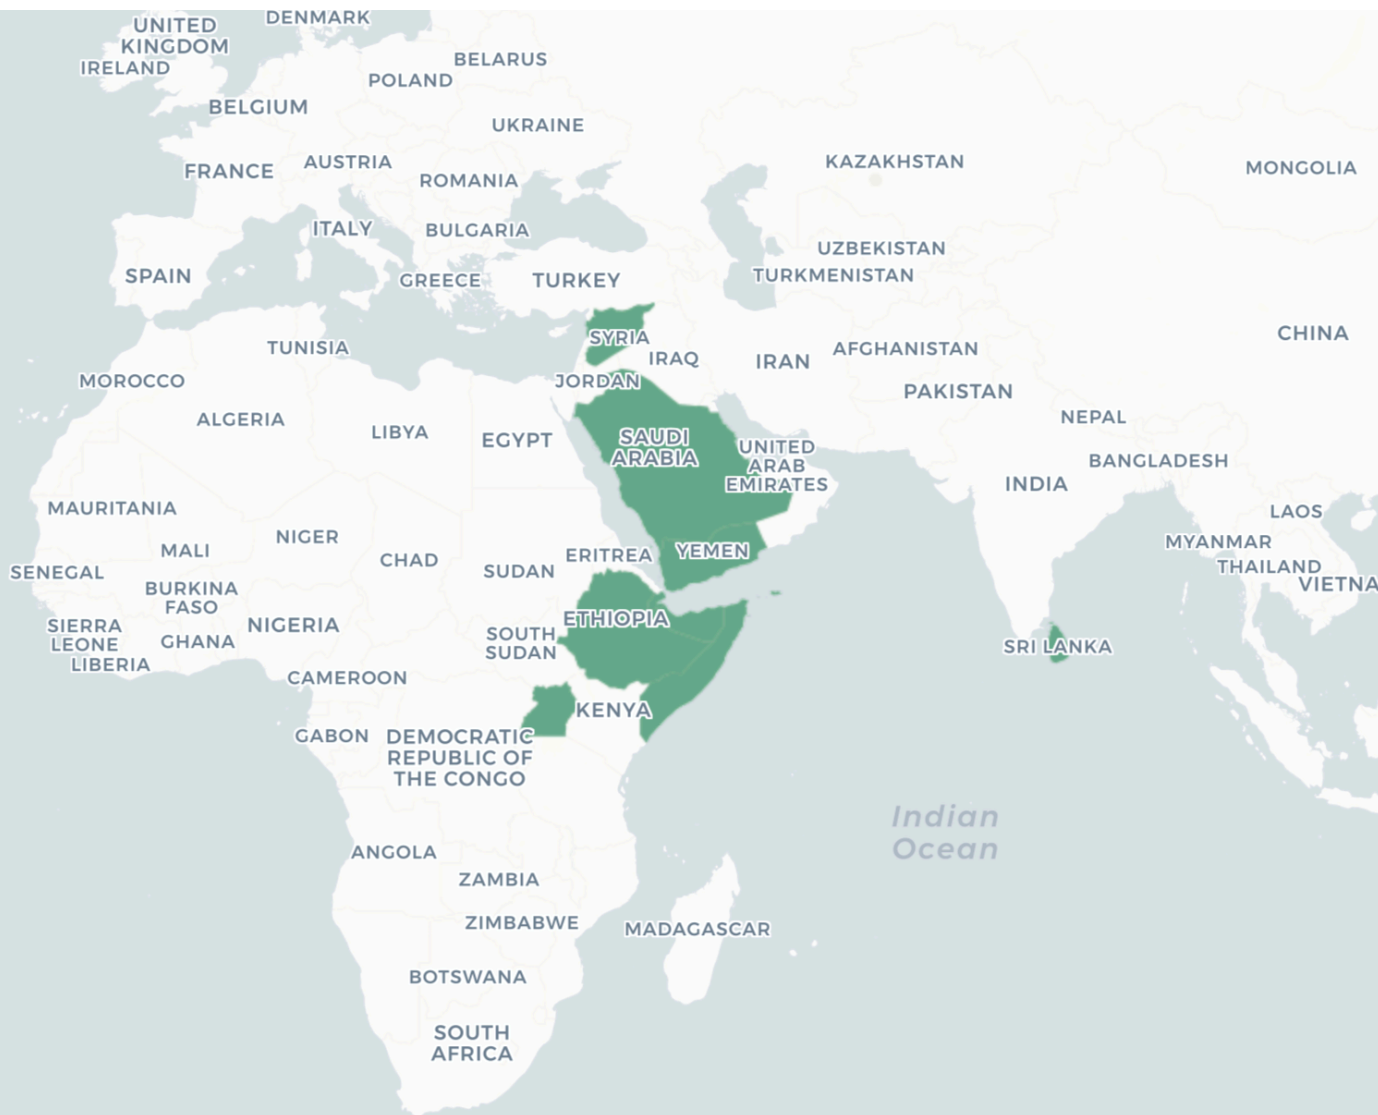 DENMARK
UNITED
KINGDOM
IRELAND
BELARUS
POLAND
BELGIUM
UKRAINE
FRANCE
AUSTRIA
ROMANIA
KAZAKHSTAN
MONGOLIA
ITALY
BULGARIA
UZBEKISTAN
SPAIN
GREECE
TURKEY
TURKMENISTAN
TUNISIA
SYRIA
IRAQ
IRAN
AFGHANISTAN
CHINA
MOROCCO
JORDAN
PAKISTAN
ALGERIA
LIBYA
EGYPT
SAUDI
ARABIA
UNITED
ARAB
EMIRATES
NEPAL
BANGLADESH
INDIA
MAURITANIA
NIGER
LAOS
MALI
CHAD
SUDAN
ERITREA
YEMEN
MYANMAR
THAILAND
VIETNA
SENEGAL
BURKINA
FASO
SIERRA
LEONE
LIBERIA
GHANA
NIGERIA
ETHIOPIA
SOUTH
SUDAN
SRI LANKA
CAMEROON
KENYA
GABON
DEMOCRATIC
REPUBLIC OF
THE CONGO
Indian
Ocean
ANGOLA
ZAMBIA
ZIMBABWE
MADAGASCAR
BOTSWANA
SOUTH
AFRICA